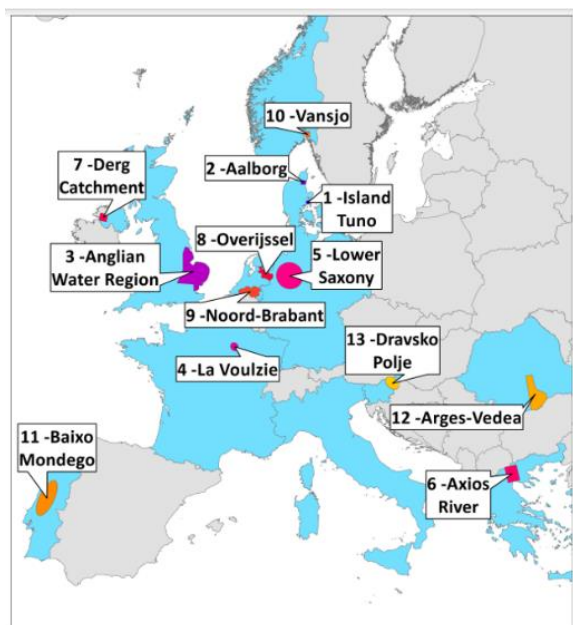 10 -Vansjo
7 -Derg
Catchment
2 -Aalborg
1 -Island
Tuno
8 -Overijssel
5 -Lower
Saxony
3 -Anglian
Water Region
9 -Noord-Brabant
13 -Dravsko
Polje
4 -La Voulzie
12 -Arges-Vedea
11 -Baixo
Mondego
6 -Axios
River